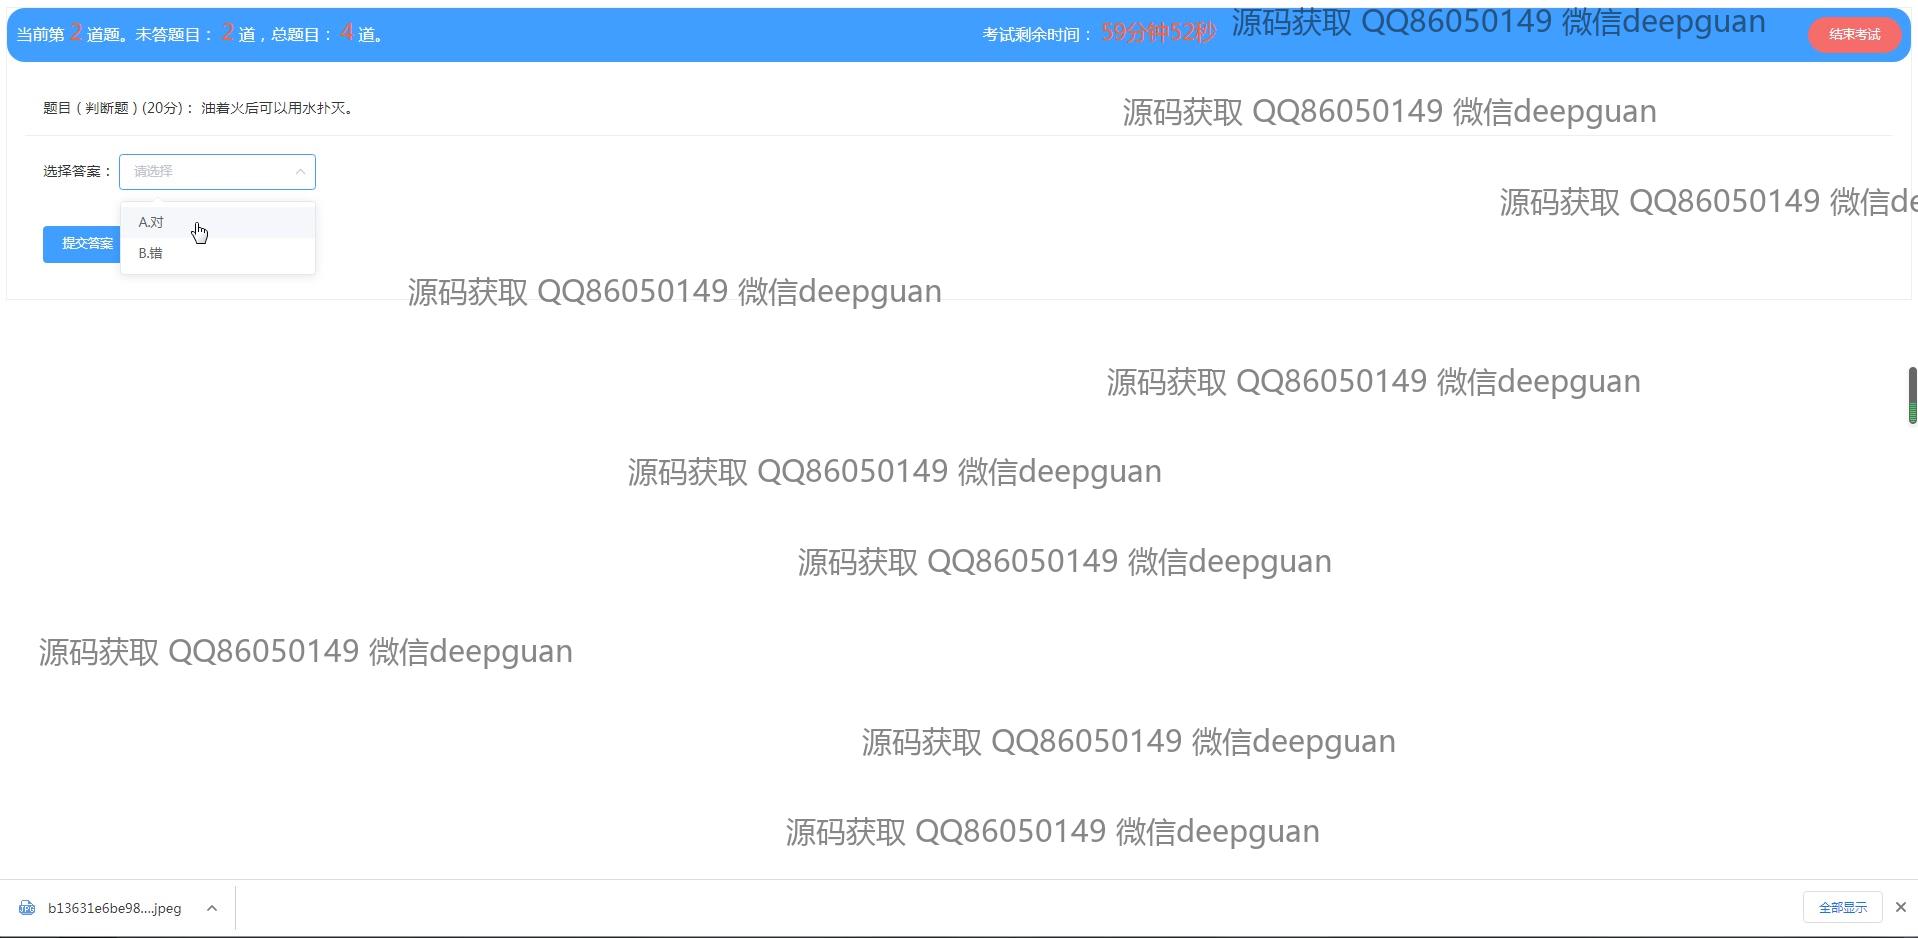 当前第 2 道题。未答题目： 2 道，总题目： 4 道。
考试剩余时间： 59分钟52秒
源码获取 QQ86050149 微信deepguan
结束考试
题目 ( 判断题 ) (20分)： 油着火后可以用水扑灭。
源码获取 QQ86050149 微信deepguan
选择答案：
请选择
源码获取 QQ86050149 微信de
A.对
提交答案
B.错
源码获取 QQ86050149 微信deepguan
源码获取 QQ86050149 微信deepguan
源码获取 QQ86050149 微信deepguan
源码获取 QQ86050149 微信deepguan
源码获取 QQ86050149 微信deepguan
源码获取 QQ86050149 微信deepguan
源码获取 QQ86050149 微信deepguan
b13631e6be98....jpeg
全部显示